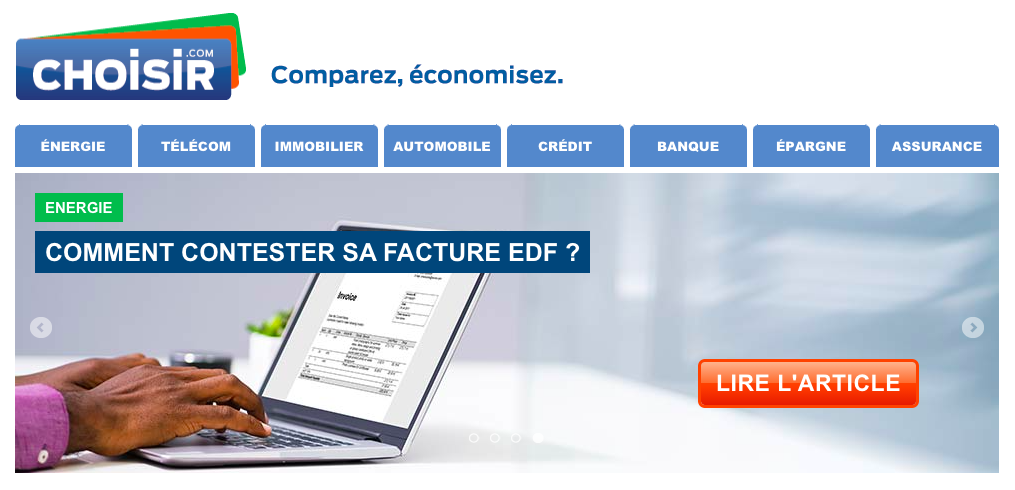 CHOISIR.COM
Comparez, économisez.
ÉNERGIE
TÉLÉCOM
IMMOBILIER
AUTOMOBILE
CRÉDIT
BANQUE
ÉPARGNE
ASSURANCE
ENERGIE
COMMENT CONTESTER SA FACTURE EDF ?
Invoice
LIRE L'ARTICLE